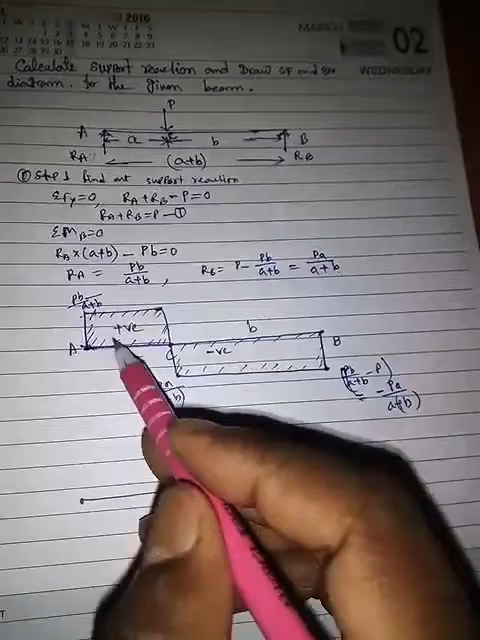 2016
M T W T F S
MARCH
02
WEDNESDAY
Calculate support reaction and Draw SF and BM
diagram. for the given beam.
P
A a b B
RA (a+b) RB
① Step 1 find out support reaction
ΣFy=0, RA+RB-P=0
RA+RB=P-①
ΣMB=0
RA×(a+b) - Pb=0
RA = Pb/a+b , RB= P- Pb/a+b = Pa/a+b
Pb/a+b
+ve b
A C -ve B
(Pb/a+b -P)
= -Pa/a+b